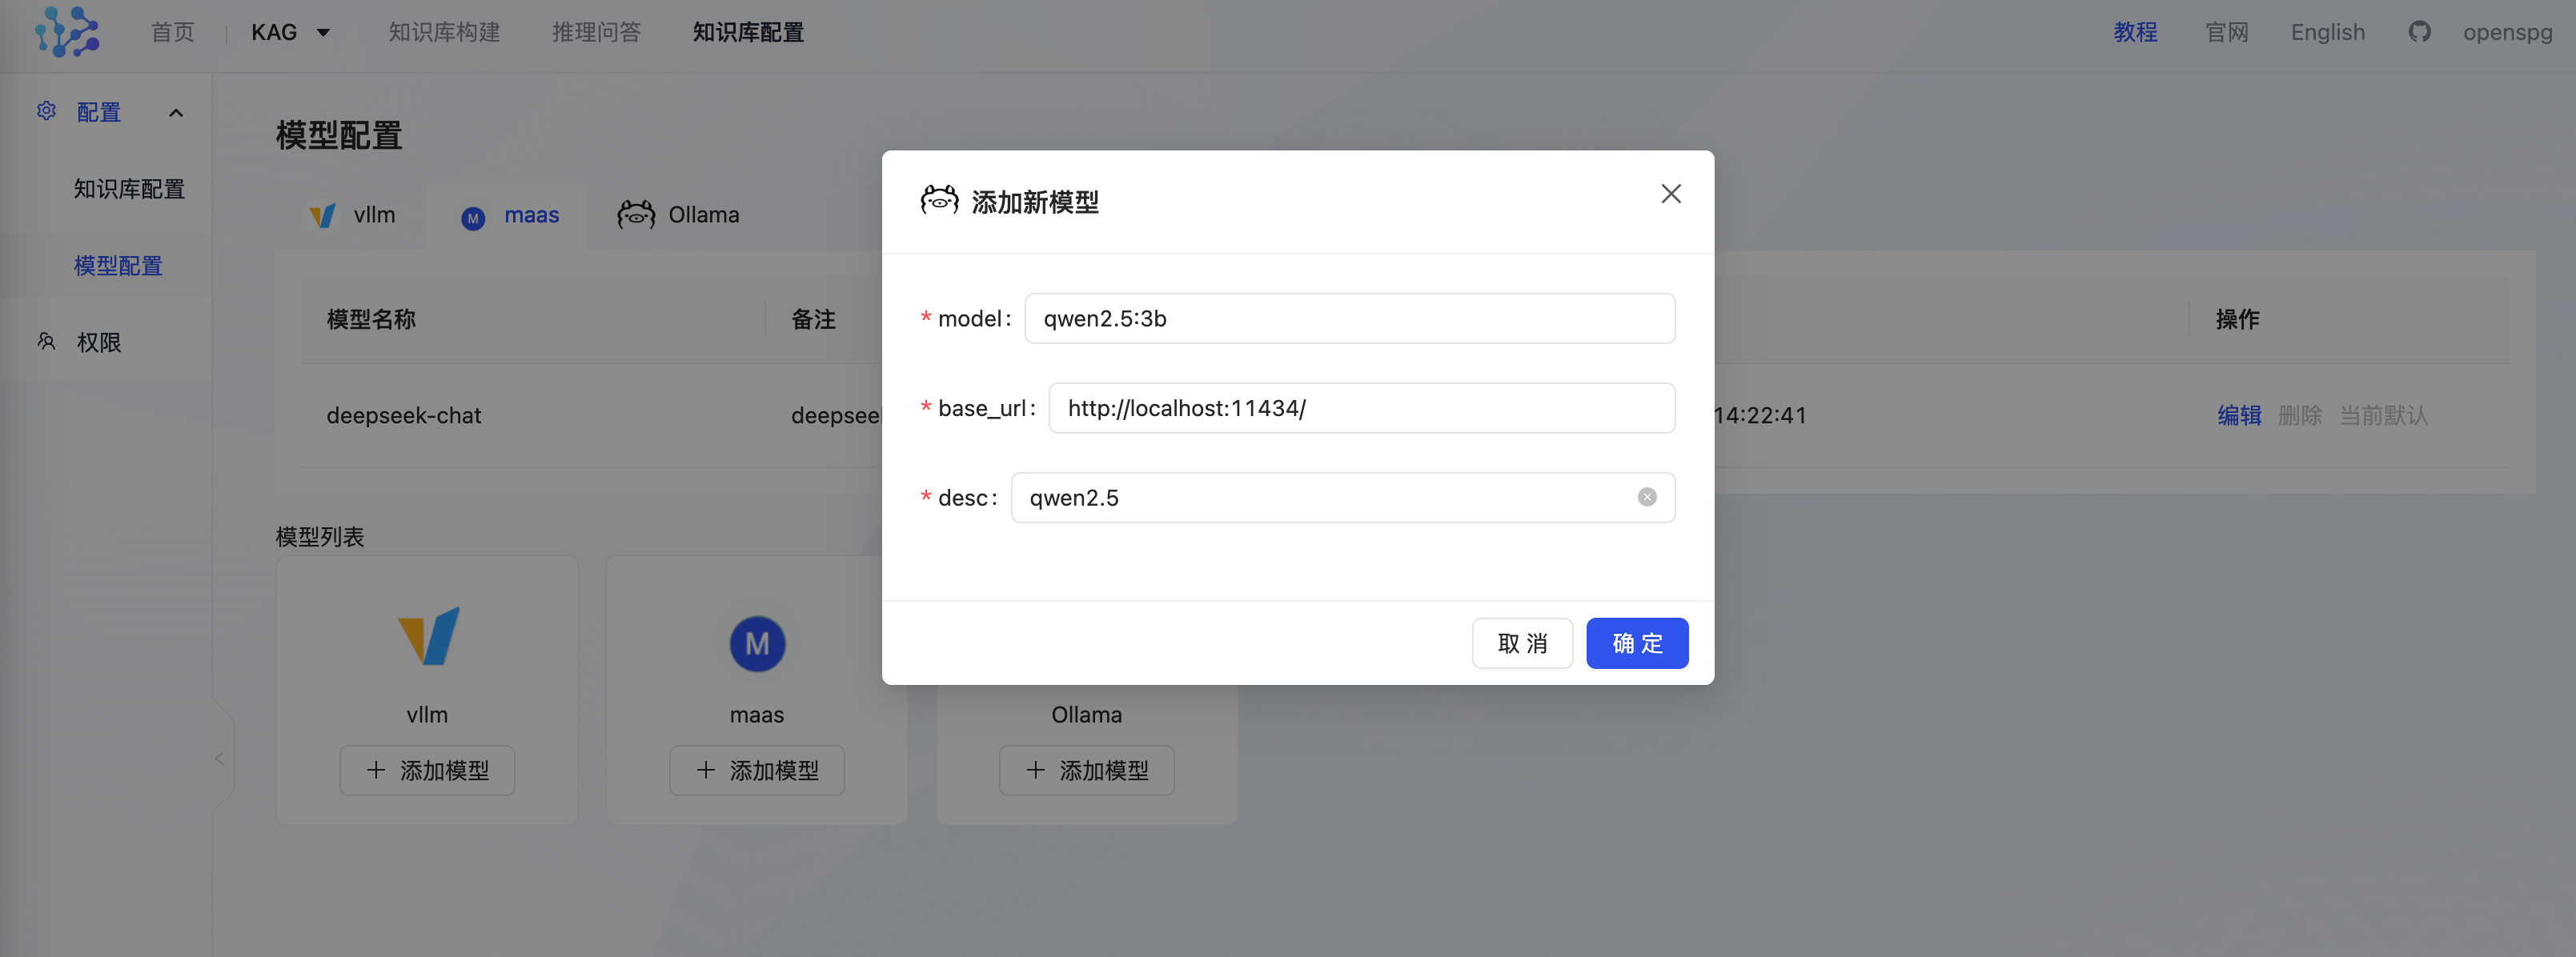 首页 KAG 知识库构建 推理问答 知识库配置 教程 官网 English openspg
配置
知识库配置
模型配置
权限
模型配置
vllm maas Ollama
模型名称 备注 操作
deepseek-chat 14:22:41 编辑 删除 当前默认
添加新模型
* model: qwen2.5:3b
* base_url: http://localhost:11434/
* desc: qwen2.5
取 消 确 定
模型列表
M
vllm maas Ollama
+ 添加模型 + 添加模型 + 添加模型